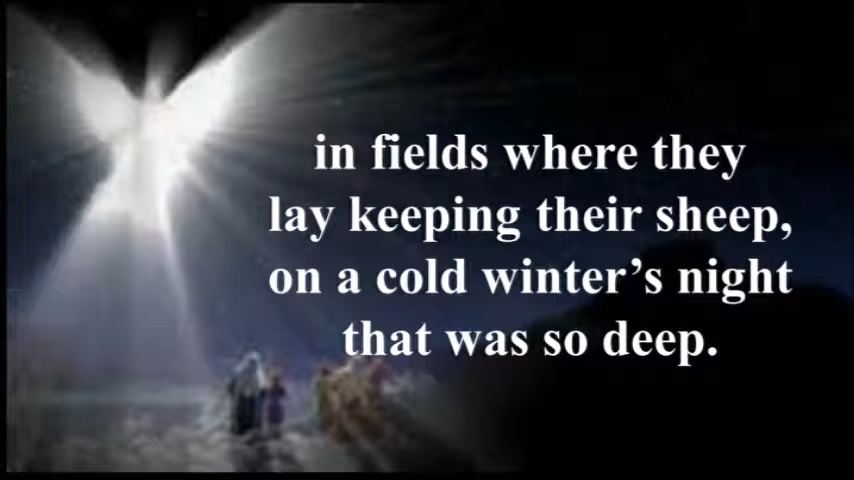 in fields where they
lay keeping their sheep,
on a cold winter’s night
that was so deep.